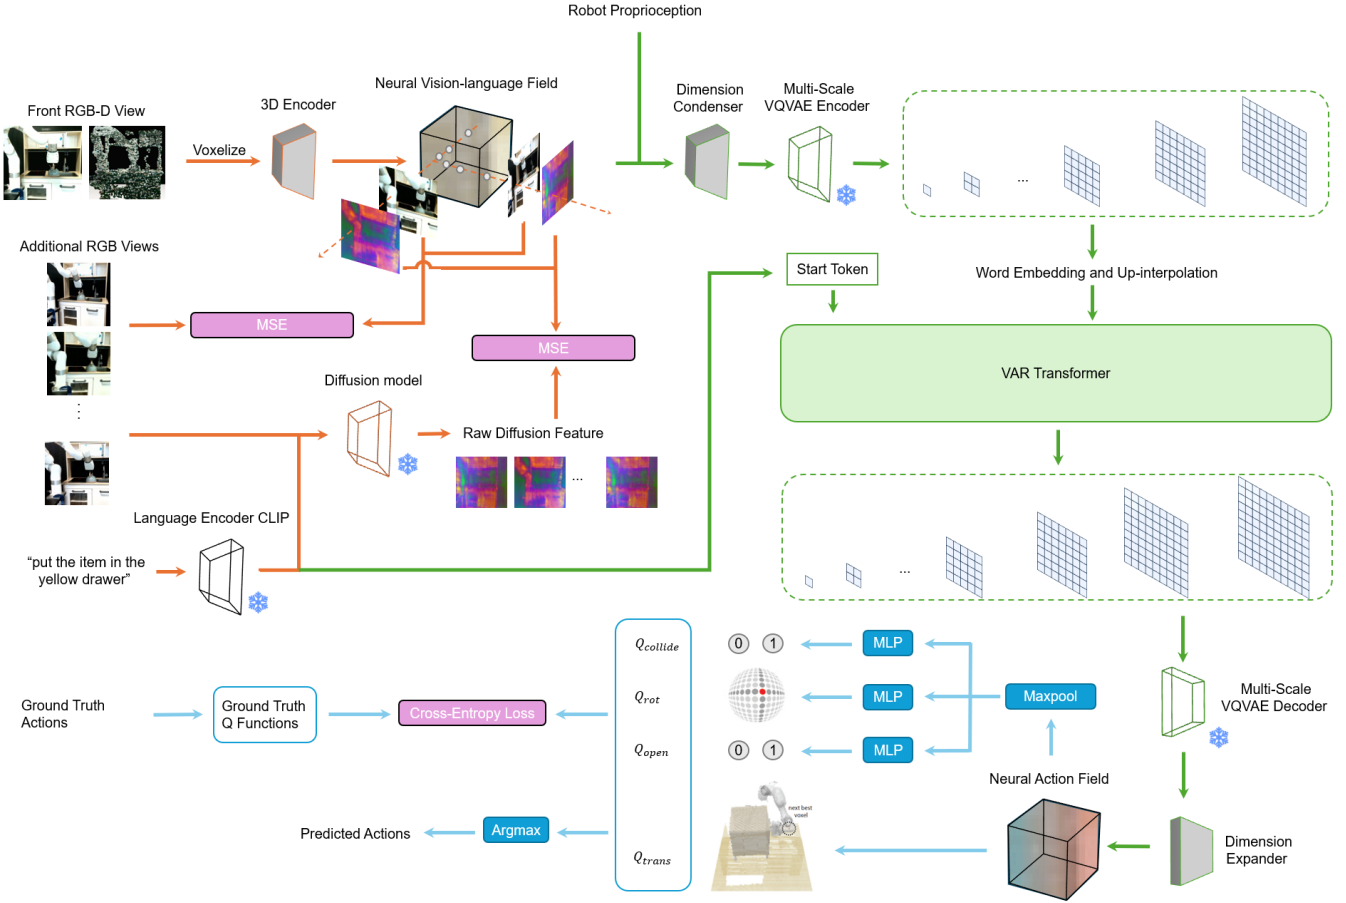 Robot Proprioception
Neural Vision-language Field
Dimension
Condenser
Multi-Scale
VQVAE Encoder
Front RGB-D View
3D Encoder
Voxelize
...
Additional RGB Views
Start Token
Word Embedding and Up-interpolation
MSE
MSE
VAR Transformer
Diffusion model
Raw Diffusion Feature
...
...
Language Encoder CLIP
“put the item in the
yellow drawer”
...
Q_collide
0 1
MLP
Ground Truth
Actions
Ground Truth
Q Functions
Cross-Entropy Loss
Q_rot
MLP
Maxpool
Multi-Scale
VQVAE Decoder
Q_open
0 1
MLP
Neural Action Field
next best
voxel
Predicted Actions
Argmax
Q_trans
Dimension
Expander